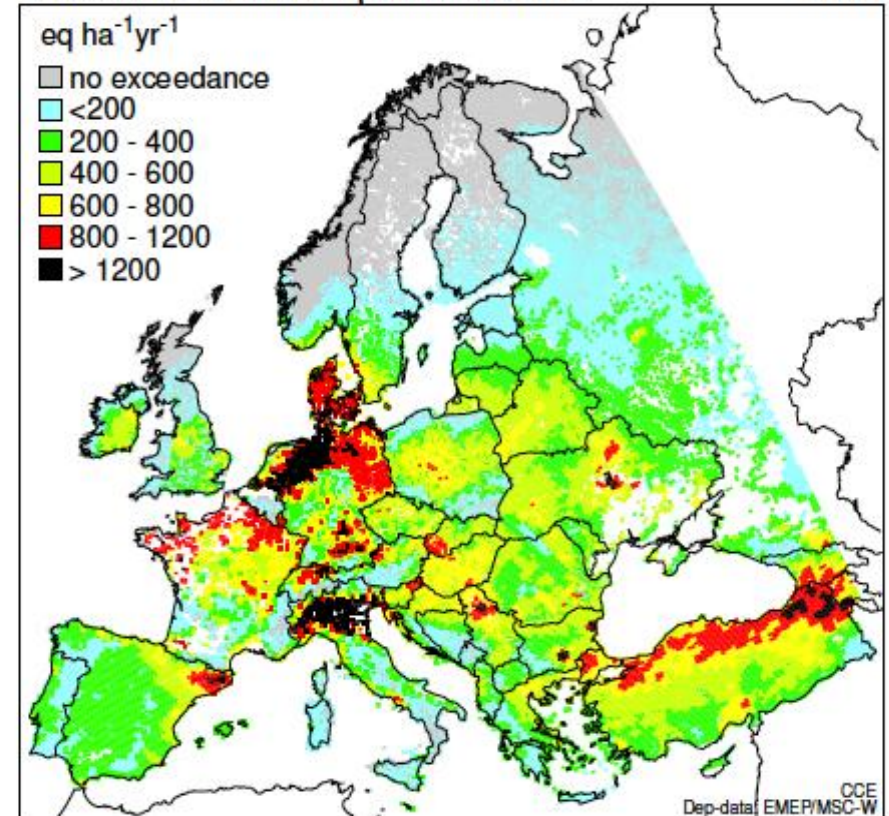 eq ha⁻¹yr⁻¹
no exceedance
<200
200 - 400
400 - 600
600 - 800
800 - 1200
> 1200
CCE
Dep-data: EMEP/MSC-W